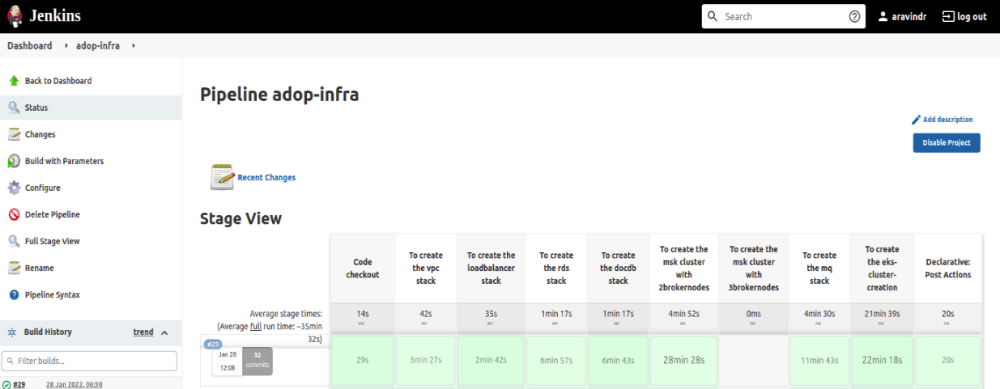 Jenkins
Search
aravindr
log out
Dashboard
adop-infra
Back to Dashboard
Status
Changes
Build with Parameters
Configure
Delete Pipeline
Full Stage View
Rename
Pipeline Syntax
Build History
trend
Filter builds...
#29
28 Jan 2022, 06:38
Pipeline adop-infra
Add description
Disable Project
Recent Changes
Stage View
Code
checkout
To create
the vpc
stack
To create the
loadbalancer
stack
To create
the rds
stack
To create
the docdb
stack
To create
the msk cluster
with
2brokernodes
To create the
msk cluster
with
3brokernodes
To create
the mq
stack
To create
the eks-
cluster-
creation
Declarative:
Post Actions
Average stage times:
(Average full run time: ~35min
32s)
14s
42s
35s
1min 17s
1min 17s
4min 52s
0ms
4min 30s
21min 39s
20s
#29
Jan 28
12:08
32
commits
29s
3min 27s
2min 42s
6min 57s
6min 43s
28min 28s
11min 43s
22min 18s
20s